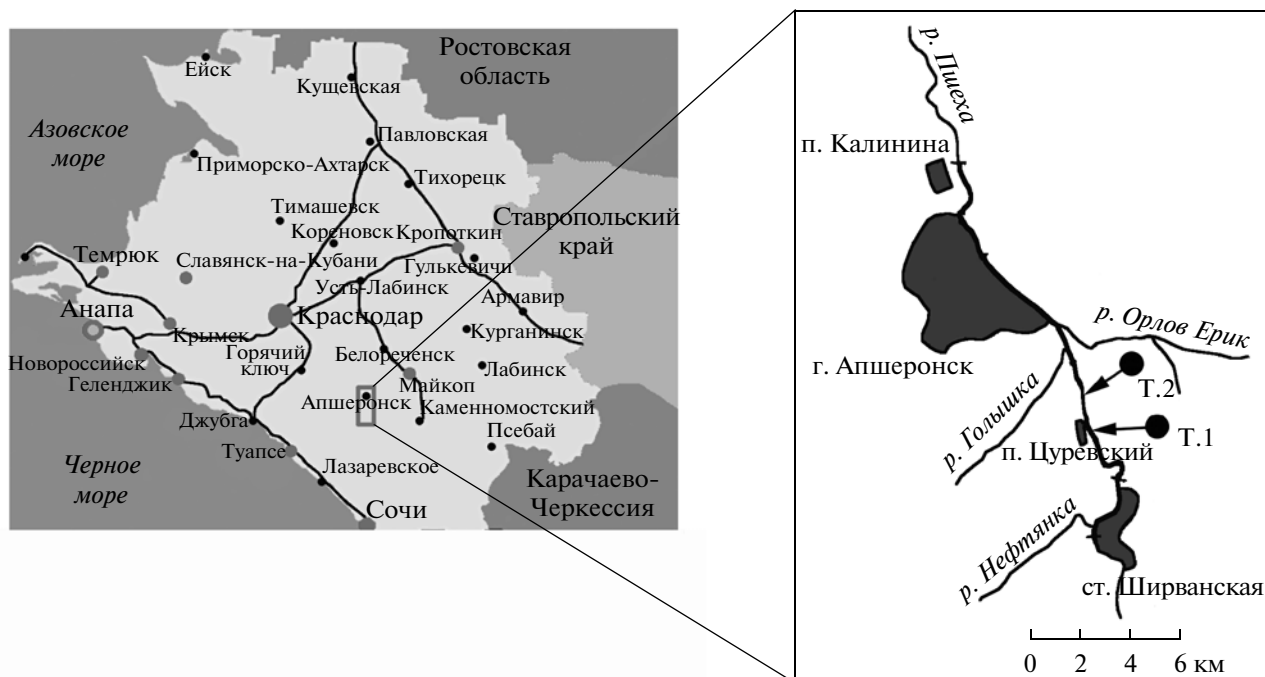 Ростовская
область
Ейск
Кущевская
Азовское
море
Павловская
Приморско-Ахтарск
Тихорецк
Тимашевск
Ставропольский
край
Кореновск
Кропоткин
Темрюк
Славянск-на-Кубани
Гулькевичи
Усть-Лабинск
Анапа
Краснодар
Армавир
Крымск
Курганинск
Новороссийск
Горячий
ключ
Белореченск
Лабинск
Геленджик
Майкоп
Апшеронск
Каменномостский
Джубга
Псебай
Туапсе
Черное
море
Лазаревское
Карачаево-
Черкессия
Сочи
р. Пшеха
п. Калинина
р. Орлов Ерик
г. Апшеронск
Т.2
р. Голышка
Т.1
п. Цуревский
р. Нефтянка
ст. Ширванская
0 2 4 6 км